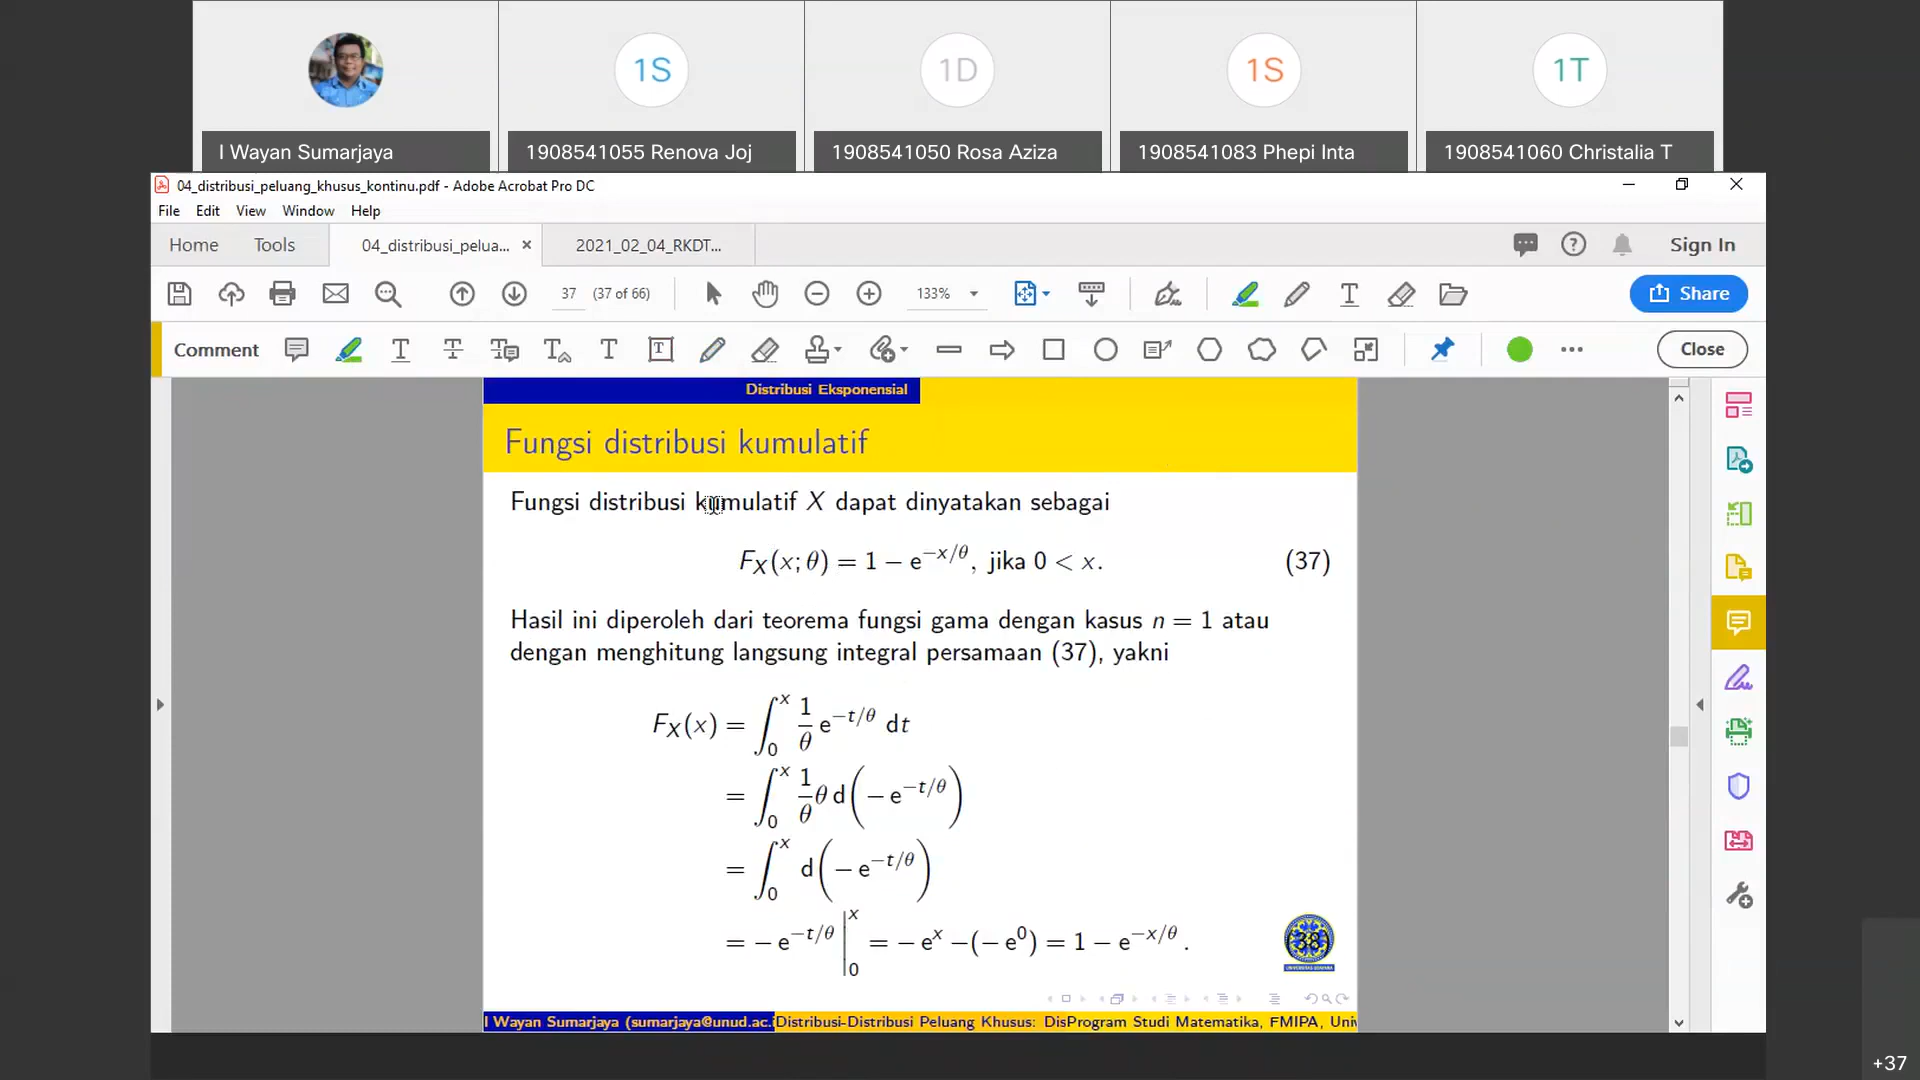 1S
1D
1S
1T
I Wayan Sumarjaya
1908541055 Renova Joj
1908541050 Rosa Aziza
1908541083 Phepi Inta
1908541060 Christalia T
04_distribusi_peluang_khusus_kontinu.pdf - Adobe Acrobat Pro DC
File Edit View Window Help
Home Tools 04_distribusi_pelua... × 2021_02_04_RKDT... Sign In
37 (37 of 66) 133% Share
Comment Close
Distribusi Eksponensial
Fungsi distribusi kumulatif
Fungsi distribusi kumulatif X dapat dinyatakan sebagai
F_X(x; θ) = 1 − e^{−x/θ}, jika 0 < x. (37)
Hasil ini diperoleh dari teorema fungsi gama dengan kasus n = 1 atau
dengan menghitung langsung integral persamaan (37), yakni
F_X(x) = ∫_0^x \frac{1}{θ} e^{−t/θ} dt
= ∫_0^x \frac{1}{θ} θ d(− e^{−t/θ})
= ∫_0^x d(− e^{−t/θ})
= − e^{−t/θ} |_0^x = − e^x −(− e^0) = 1 − e^{−x/θ} . (38)
I Wayan Sumarjaya (sumarjaya@unud.ac.i Distribusi-Distribusi Peluang Khusus: Dis Program Studi Matematika, FMIPA, Univ
+37